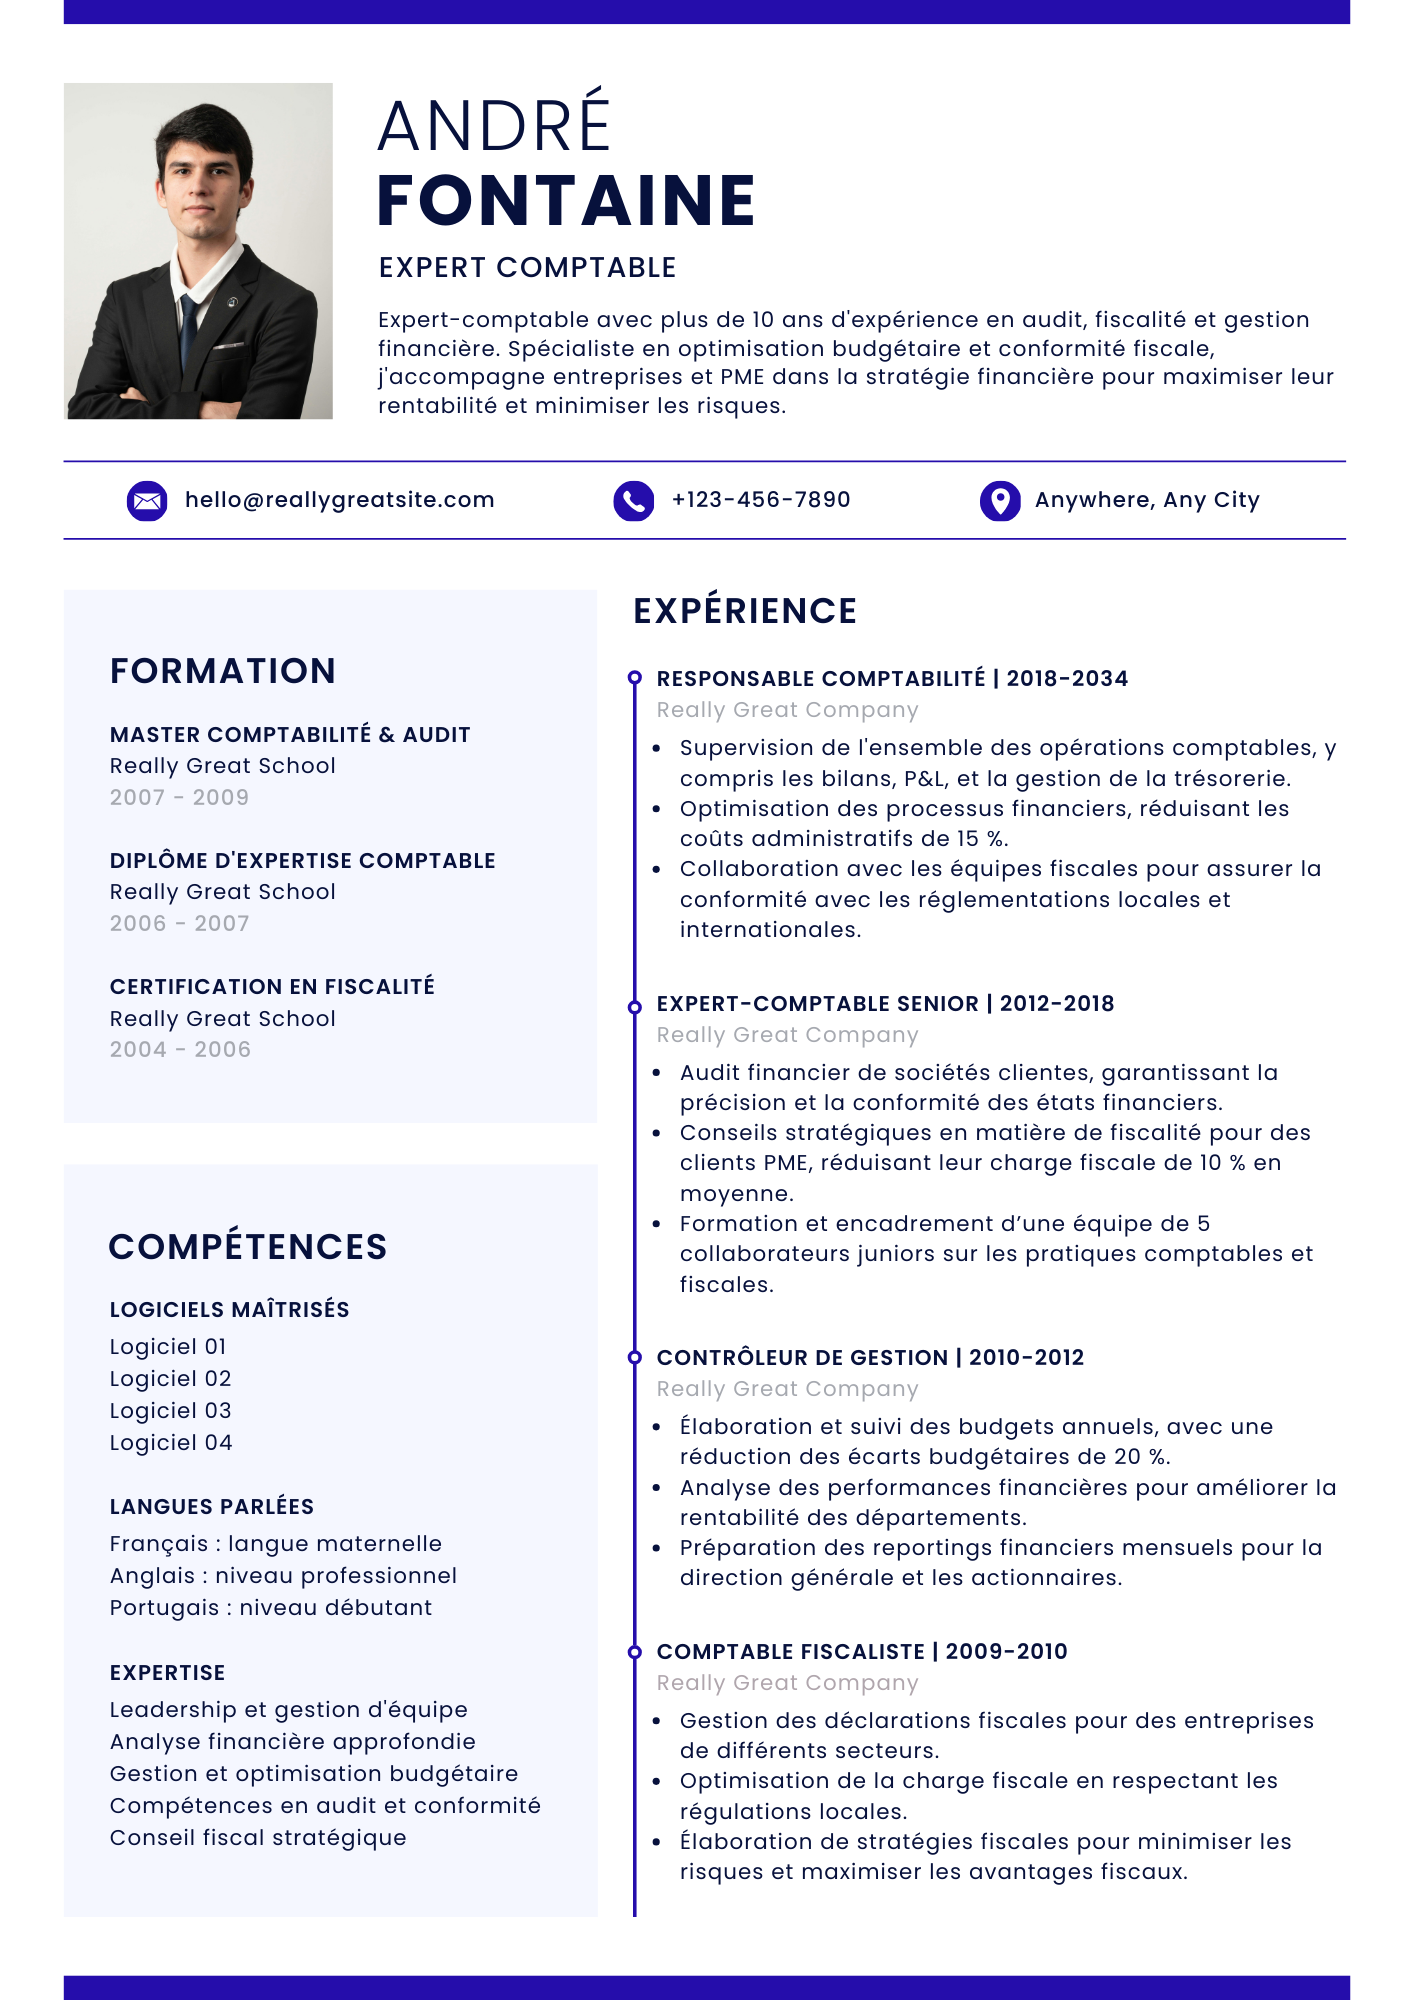 ANDRÉ
FONTAINE
EXPERT COMPTABLE
Expert-comptable avec plus de 10 ans d'expérience en audit, fiscalité et gestion
financière. Spécialiste en optimisation budgétaire et conformité fiscale,
j'accompagne entreprises et PME dans la stratégie financière pour maximiser leur
rentabilité et minimiser les risques.
hello@reallygreatsite.com
+123-456-7890
Anywhere, Any City
FORMATION
MASTER COMPTABILITÉ & AUDIT
Really Great School
2007 - 2009
DIPLÔME D'EXPERTISE COMPTABLE
Really Great School
2006 - 2007
CERTIFICATION EN FISCALITÉ
Really Great School
2004 - 2006
COMPÉTENCES
LOGICIELS MAÎTRISÉS
Logiciel 01
Logiciel 02
Logiciel 03
Logiciel 04
LANGUES PARLÉES
Français : langue maternelle
Anglais : niveau professionnel
Portugais : niveau débutant
EXPERTISE
Leadership et gestion d'équipe
Analyse financière approfondie
Gestion et optimisation budgétaire
Compétences en audit et conformité
Conseil fiscal stratégique
EXPÉRIENCE
RESPONSABLE COMPTABILITÉ | 2018-2034
Really Great Company
• Supervision de l'ensemble des opérations comptables, y
compris les bilans, P&L, et la gestion de la trésorerie.
• Optimisation des processus financiers, réduisant les
coûts administratifs de 15 %.
• Collaboration avec les équipes fiscales pour assurer la
conformité avec les réglementations locales et
internationales.
EXPERT-COMPTABLE SENIOR | 2012-2018
Really Great Company
• Audit financier de sociétés clientes, garantissant la
précision et la conformité des états financiers.
• Conseils stratégiques en matière de fiscalité pour des
clients PME, réduisant leur charge fiscale de 10 % en
moyenne.
• Formation et encadrement d’une équipe de 5
collaborateurs juniors sur les pratiques comptables et
fiscales.
CONTRÔLEUR DE GESTION | 2010-2012
Really Great Company
• Élaboration et suivi des budgets annuels, avec une
réduction des écarts budgétaires de 20 %.
• Analyse des performances financières pour améliorer la
rentabilité des départements.
• Préparation des reportings financiers mensuels pour la
direction générale et les actionnaires.
COMPTABLE FISCALISTE | 2009-2010
Really Great Company
• Gestion des déclarations fiscales pour des entreprises
de différents secteurs.
• Optimisation de la charge fiscale en respectant les
régulations locales.
• Élaboration de stratégies fiscales pour minimiser les
risques et maximiser les avantages fiscaux.